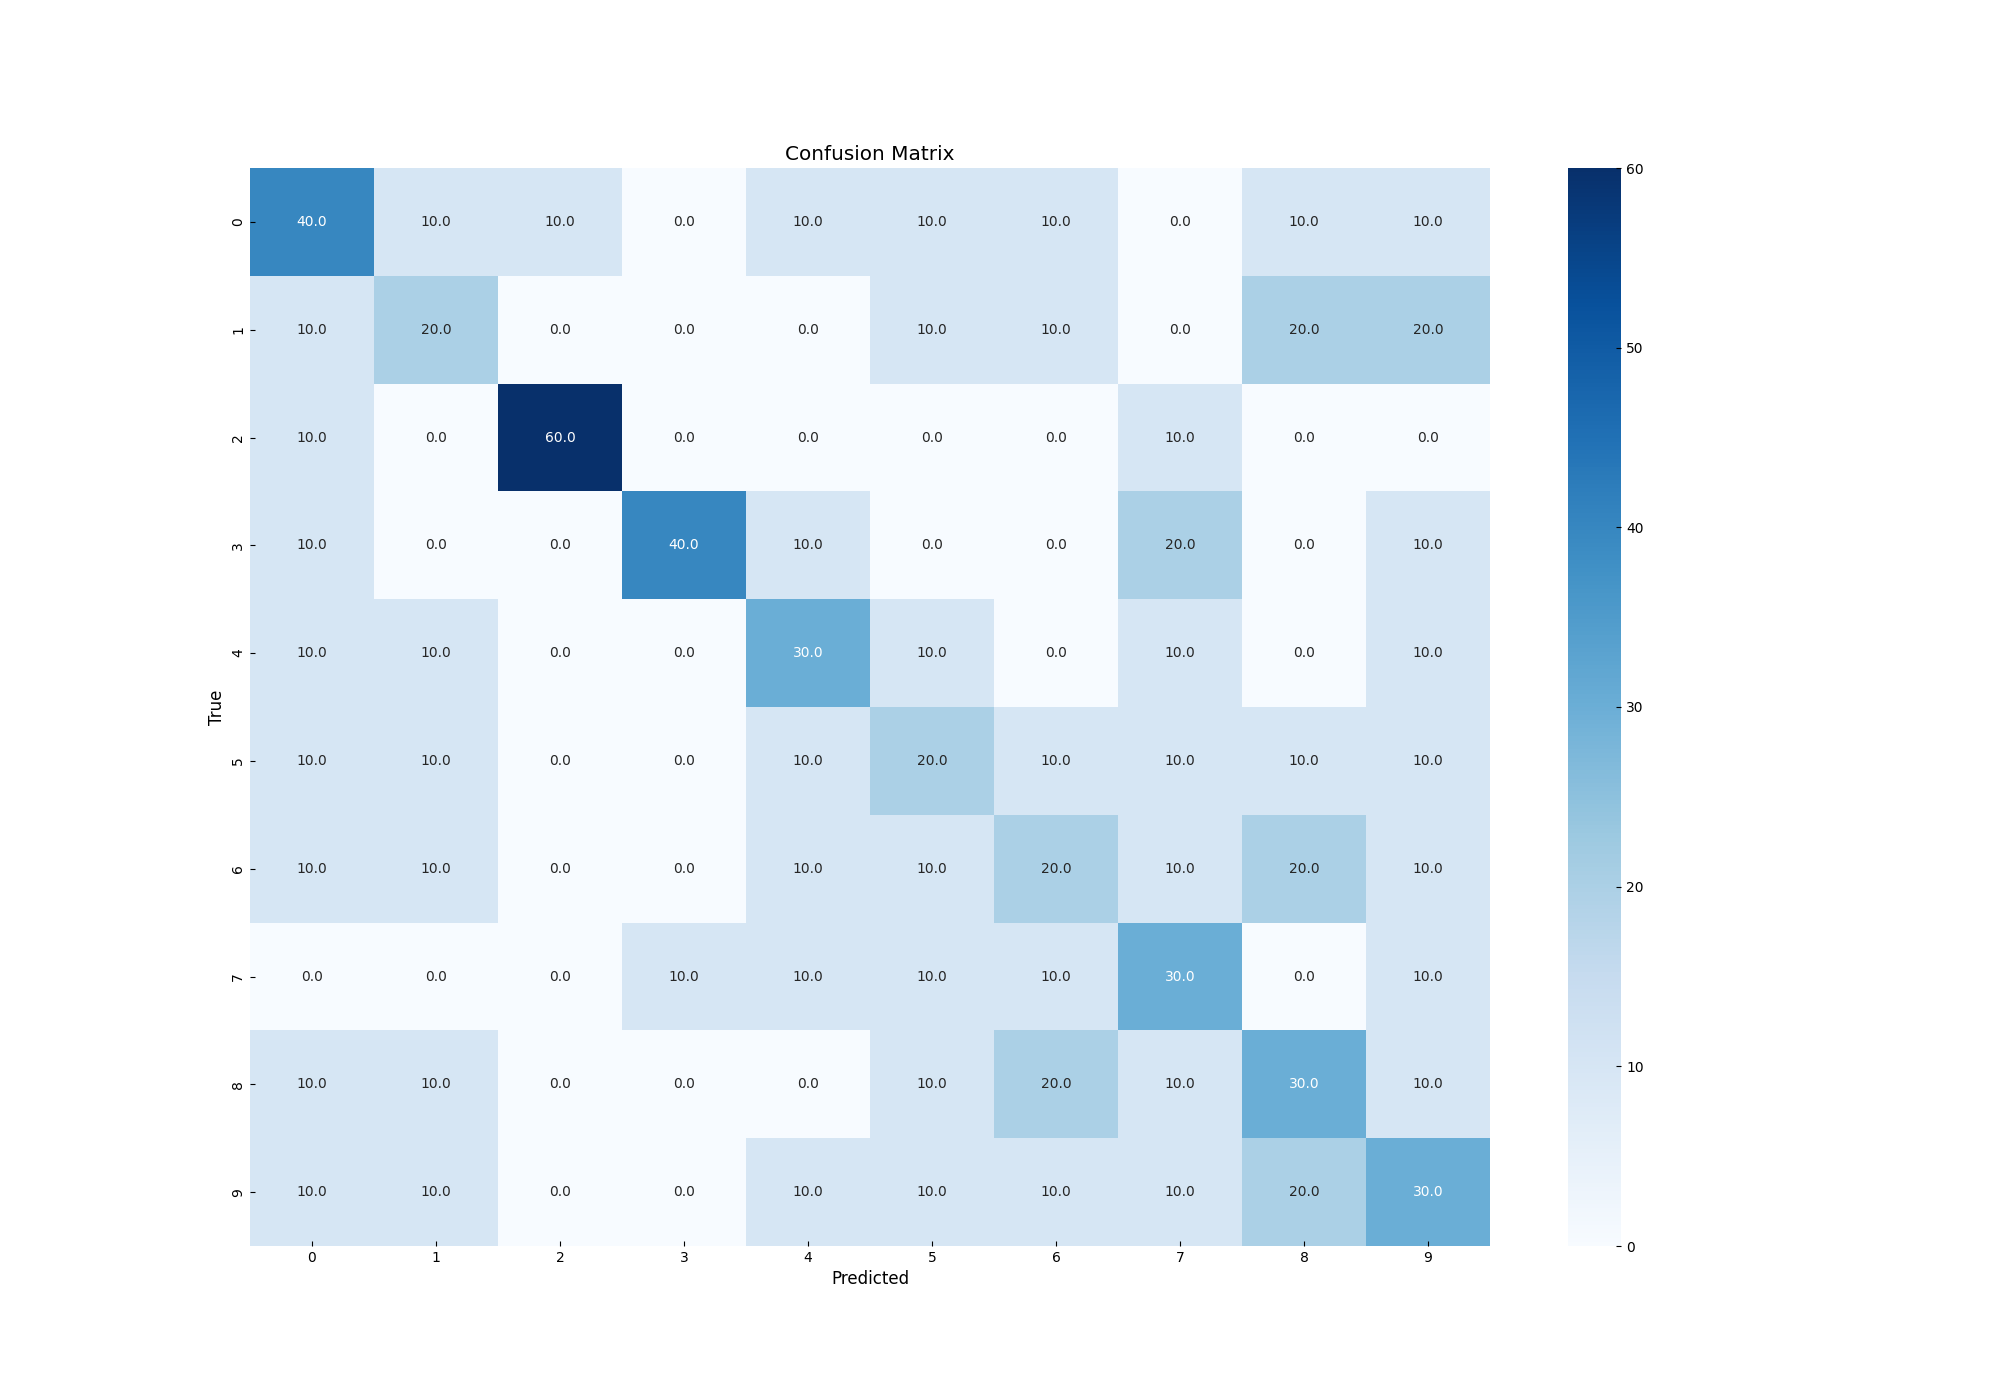 Confusion Matrix
0 40.0 10.0 10.0 0.0 10.0 10.0 10.0 0.0 10.0 10.0
1 10.0 20.0 0.0 0.0 0.0 10.0 10.0 0.0 20.0 20.0
2 10.0 0.0 60.0 0.0 0.0 0.0 0.0 10.0 0.0 0.0
3 10.0 0.0 0.0 40.0 10.0 0.0 0.0 20.0 0.0 10.0
4 10.0 10.0 0.0 0.0 30.0 10.0 0.0 10.0 0.0 10.0
5 10.0 10.0 0.0 0.0 10.0 20.0 10.0 10.0 10.0 10.0
6 10.0 10.0 0.0 0.0 10.0 10.0 20.0 10.0 20.0 10.0
7 0.0 0.0 0.0 10.0 10.0 10.0 10.0 30.0 0.0 10.0
8 10.0 10.0 0.0 0.0 0.0 10.0 20.0 10.0 30.0 10.0
9 10.0 10.0 0.0 0.0 10.0 10.0 10.0 10.0 20.0 30.0
0 1 2 3 4 5 6 7 8 9
Predicted
True
60
50
40
30
20
10
0